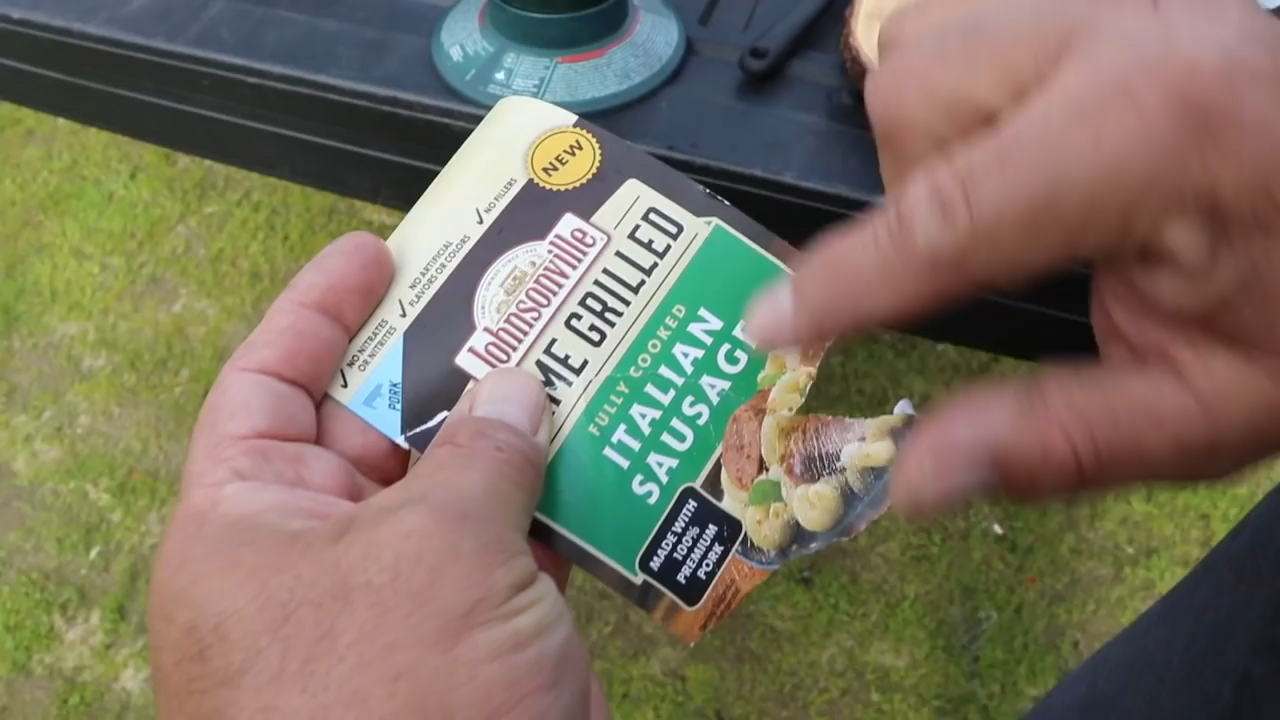 NEW
✓ NO FILLERS
✓ NO ARTIFICIAL
FLAVORS OR COLORS
✓ NO NITRATES
OR NITRITES
PORK
Johnsonville
ME GRILLED
FULLY COOKED
ITALIAN
SAUSAGE
MADE WITH
100%
PREMIUM
PORK